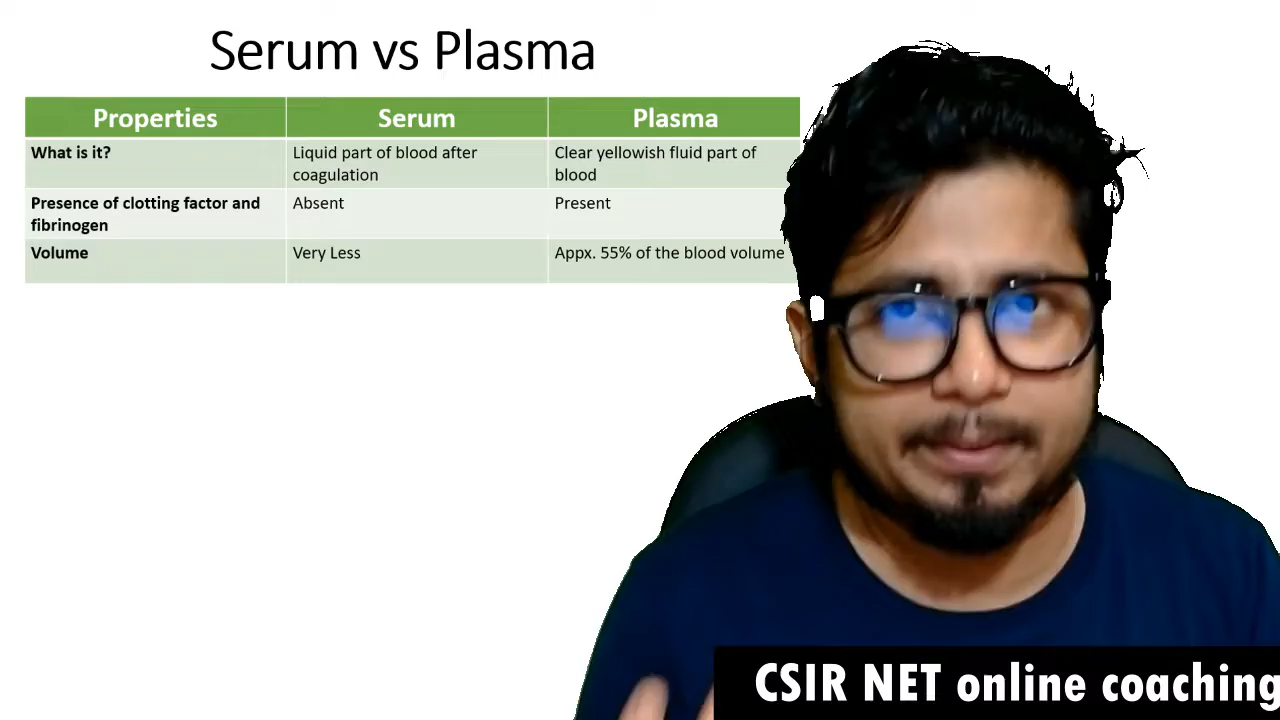 Serum vs Plasma
Properties Serum Plasma
What is it? Liquid part of blood after Clear yellowish fluid part of
coagulation blood
Presence of clotting factor and Absent Present
fibrinogen
Volume Very Less Appx. 55% of the blood volume
CSIR NET online coaching